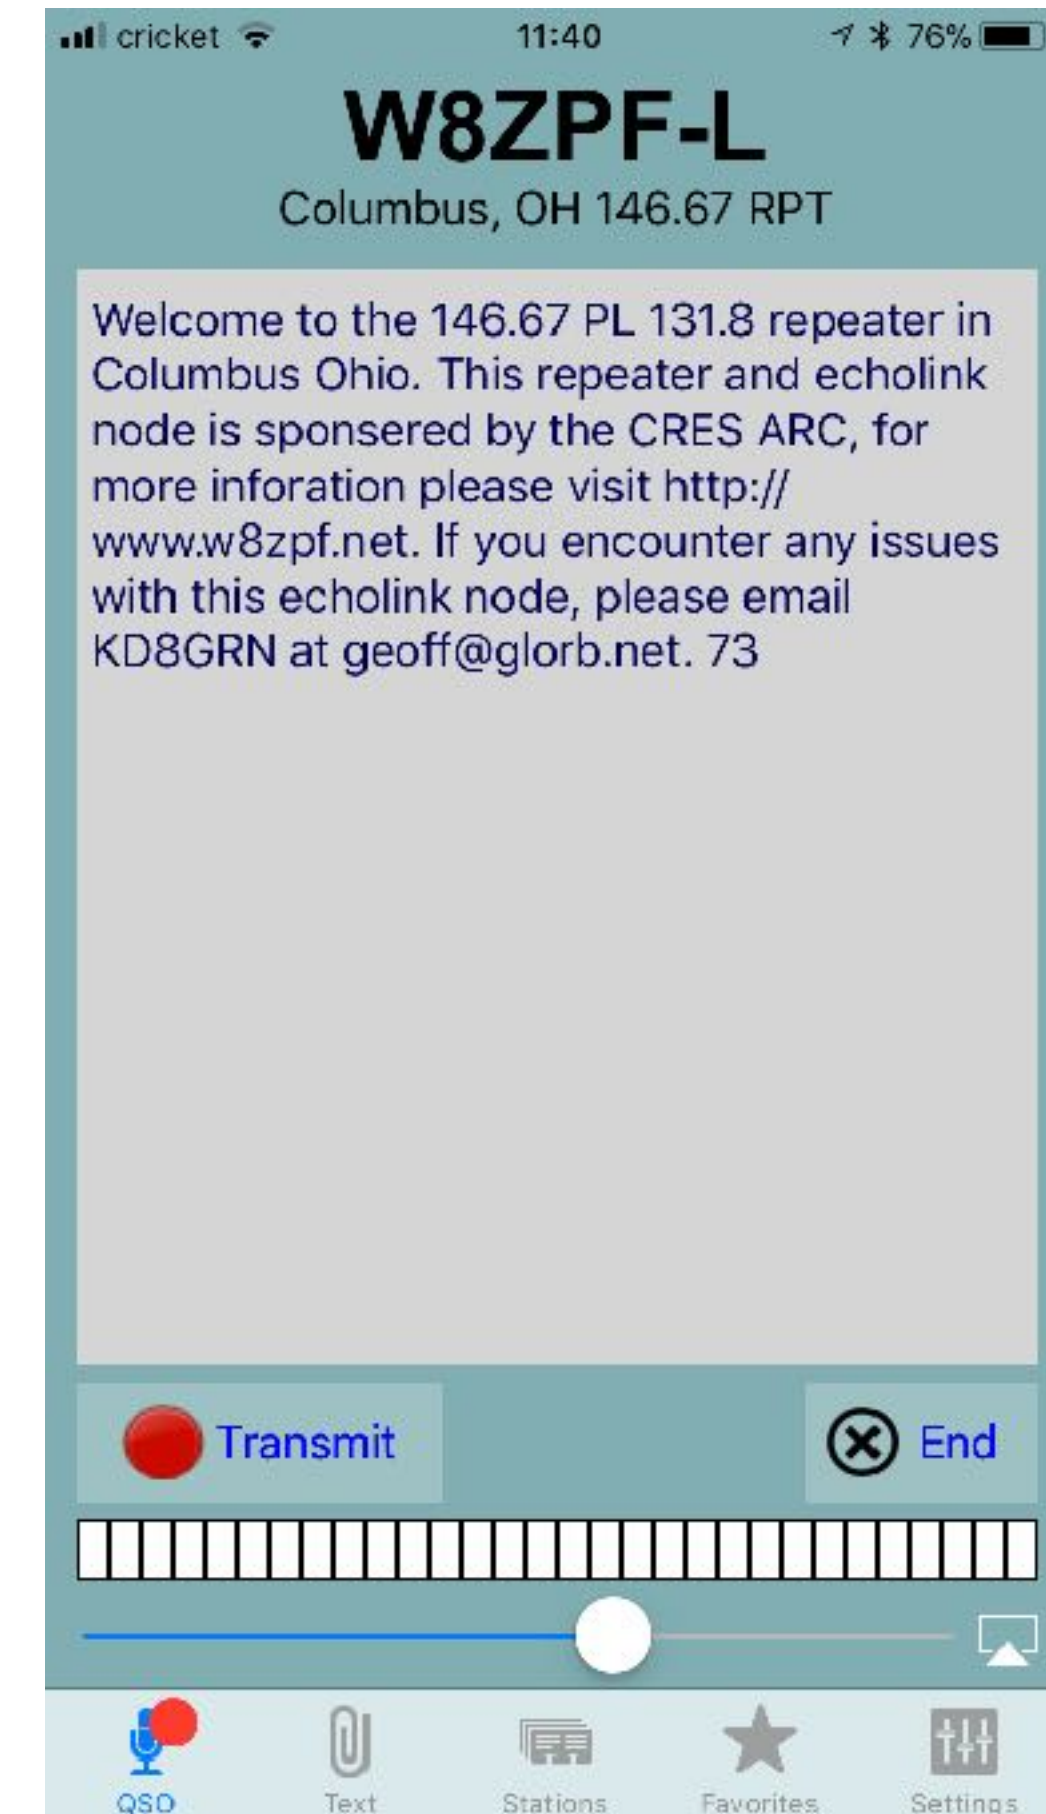 cricket 11:40 76%
W8ZPF-L
Columbus, OH 146.67 RPT
Welcome to the 146.67 PL 131.8 repeater in
Columbus Ohio. This repeater and echolink
node is sponsered by the CRES ARC, for
more inforation please visit http://
www.w8zpf.net. If you encounter any issues
with this echolink node, please email
KD8GRN at geoff@glorb.net. 73
Transmit End
QSO Text Stations Favorites Settings